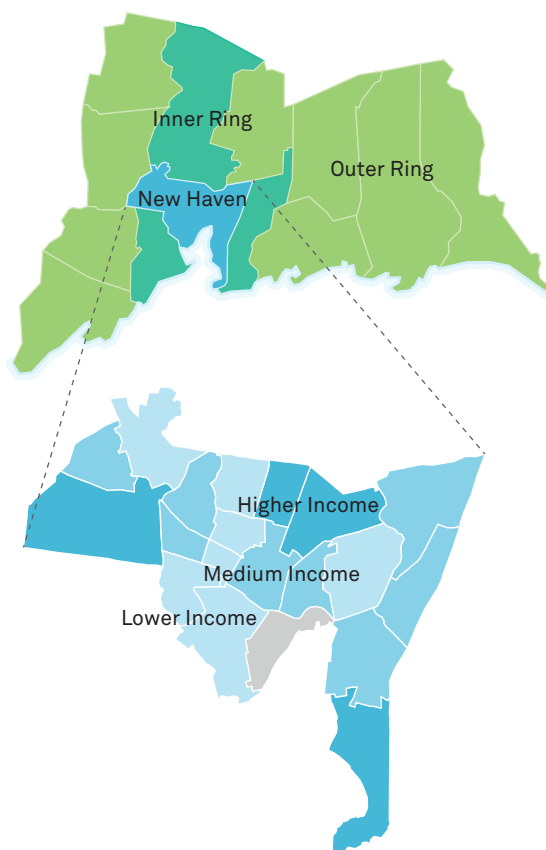 Inner Ring
Outer Ring
New Haven
Higher Income
Medium Income
Lower Income